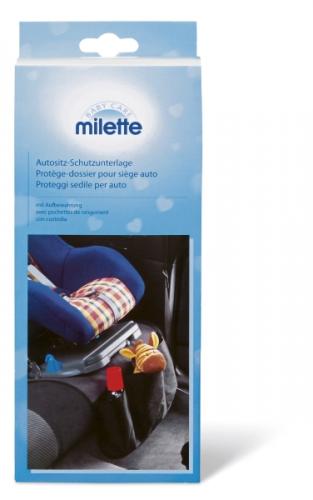 BABY CARE
milette
Autositz-Schutzunterlage
Protège-dossier pour siège auto
Proteggi sedile per auto
mit Aufbewahrung
avec pochettes de rangement
con custodia